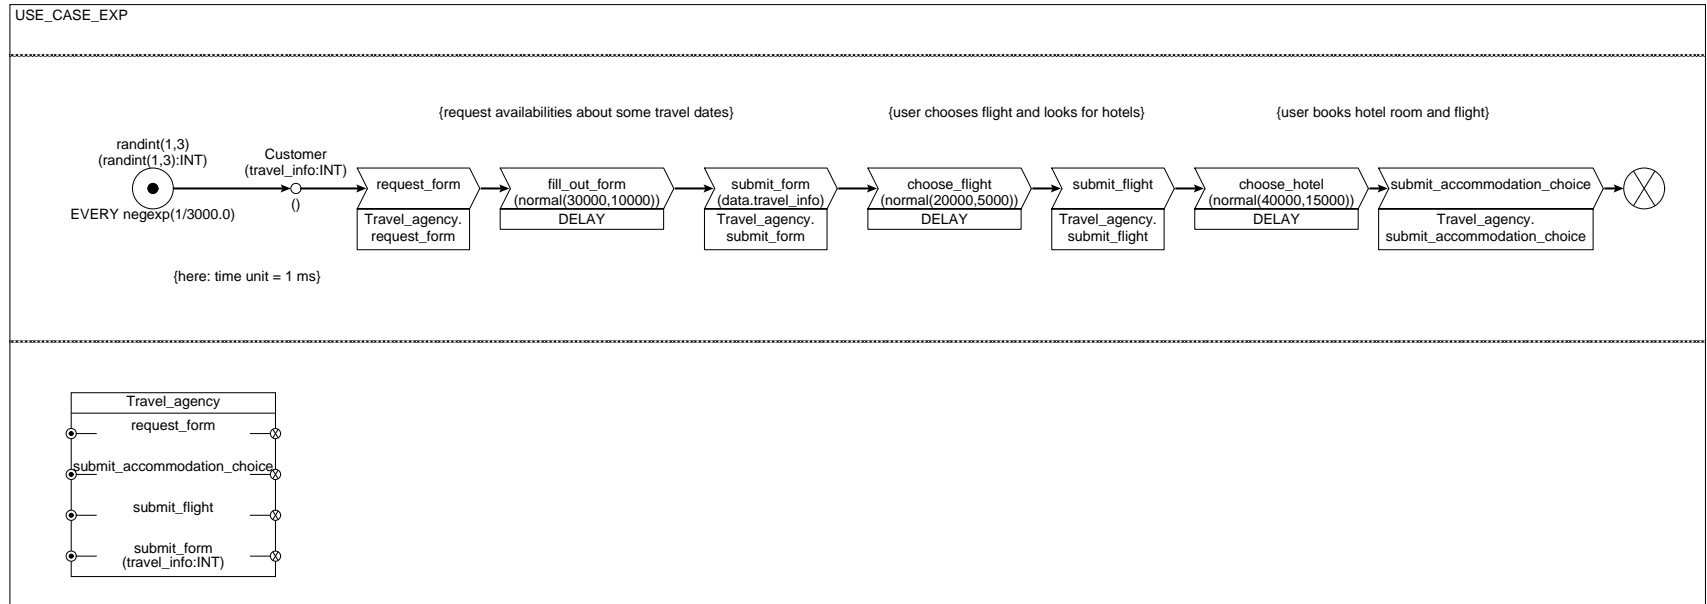 USE_CASE_EXP
{request availabilities about some travel dates}
{user chooses flight and looks for hotels}
{user books hotel room and flight}
randint(1,3)
(randint(1,3):INT)
EVERY negexp(1/3000.0)
Customer
(travel_info:INT)
()
request_form
Travel_agency.
request_form
fill_out_form
(normal(30000,10000))
DELAY
submit_form
(data.travel_info)
Travel_agency.
submit_form
choose_flight
(normal(20000,5000))
DELAY
submit_flight
Travel_agency.
submit_flight
choose_hotel
(normal(40000,15000))
DELAY
submit_accommodation_choice
Travel_agency.
submit_accommodation_choice
{here: time unit = 1 ms}
Travel_agency
request_form
submit_accommodation_choice
submit_flight
submit_form
(travel_info:INT)